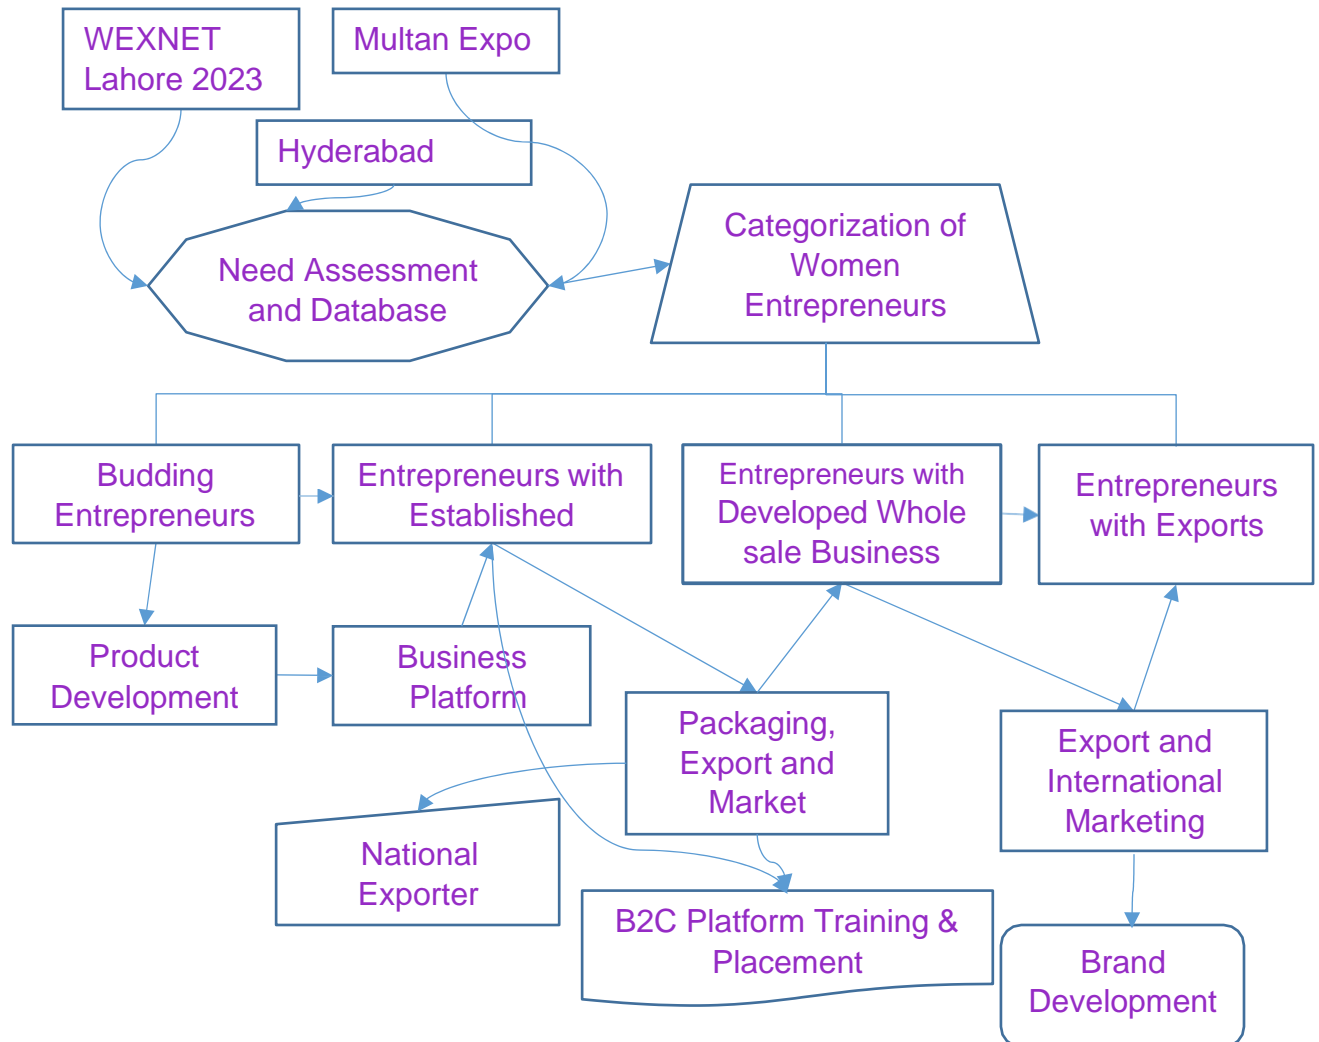 WEXNET
Lahore 2023
Multan Expo
Hyderabad
Need Assessment
and Database
Categorization of
Women
Entrepreneurs
Budding
Entrepreneurs
Entrepreneurs with
Established
Entrepreneurs with
Developed Whole
sale Business
Entrepreneurs
with Exports
Product
Development
Business
Platform
Packaging,
Export and
Market
Export and
International
Marketing
National
Exporter
B2C Platform Training &
Placement
Brand
Development